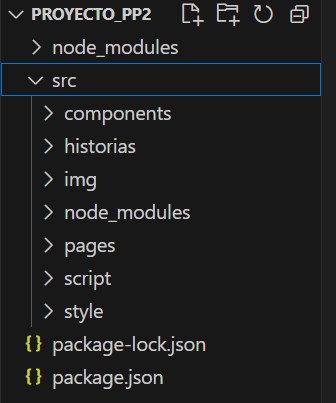 PROYECTO_PP2
node_modules
src
components
historias
img
node_modules
pages
script
style
{} package-lock.json
{} package.json